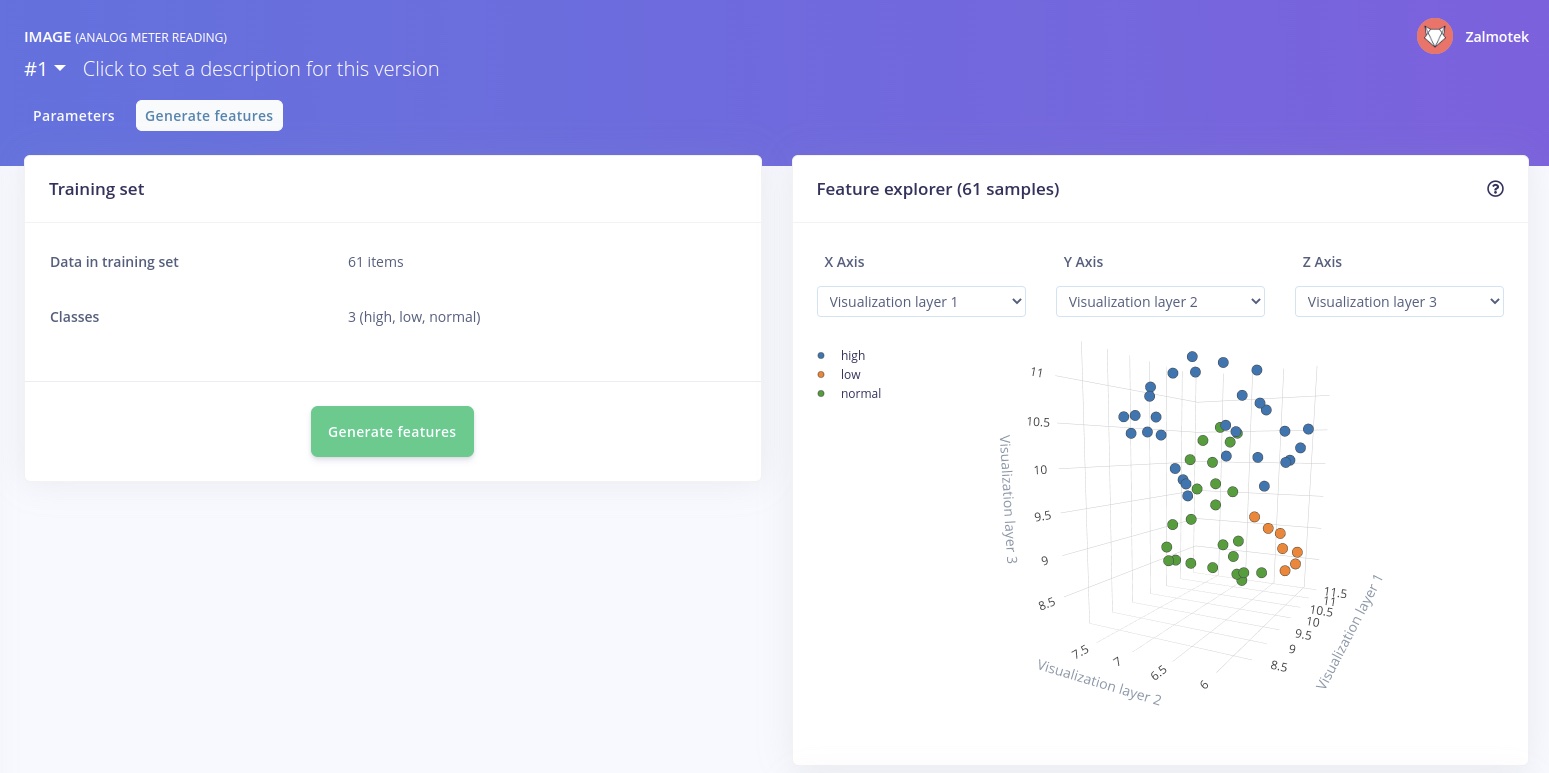 IMAGE (ANALOG METER READING)
Zalmotek
#1 Click to set a description for this version
Parameters Generate features
Training set
Data in training set 61 items
Classes 3 (high, low, normal)
Generate features
Feature explorer (61 samples)
X Axis Y Axis Z Axis
Visualization layer 1 Visualization layer 2 Visualization layer 3
high
low
normal
11
10.5
10
9.5
9
8.5
Visualization layer 3
7.5
7
6.5
6
Visualization layer 2
11.5
11
10.5
10
9.5
9
8.5
Visualization layer 1